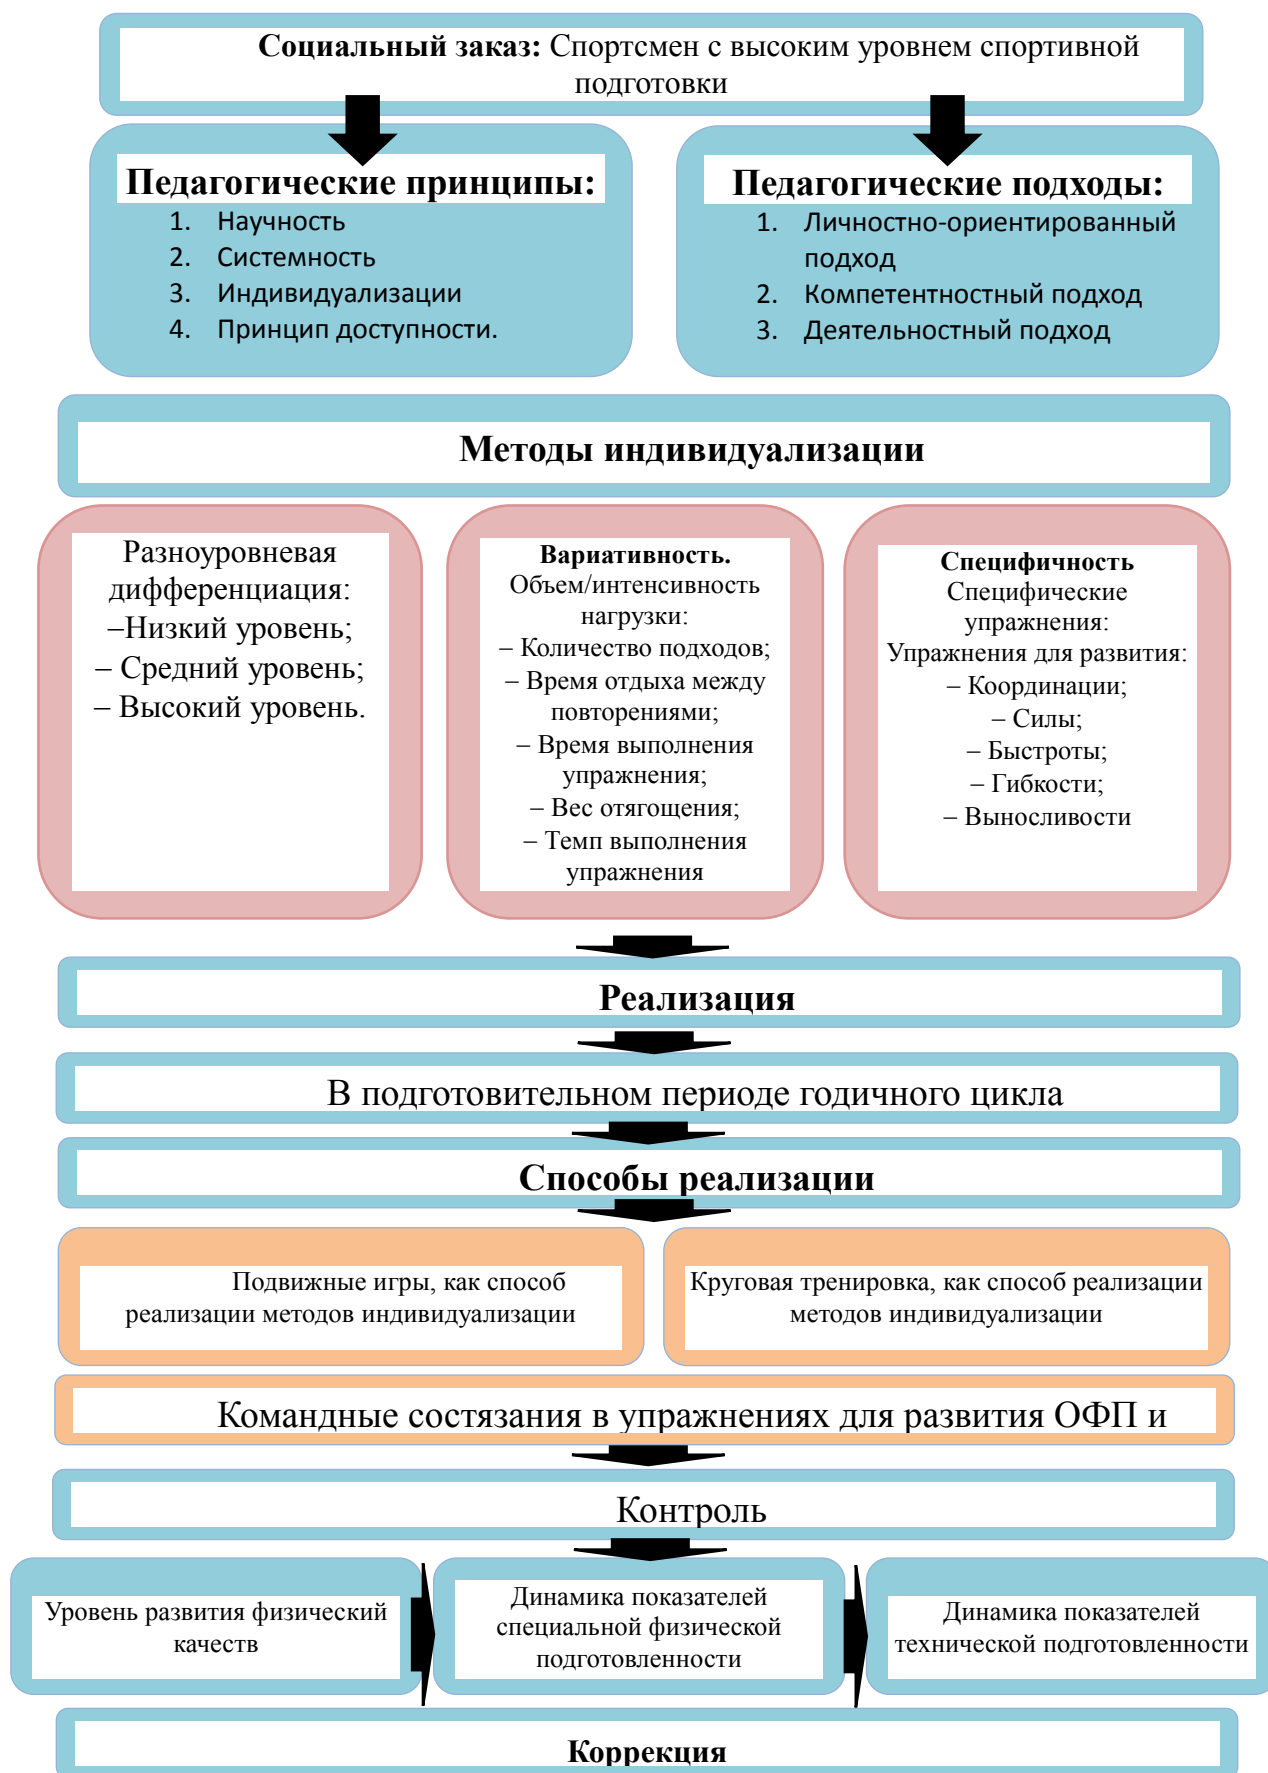 Социальный заказ: Спортсмен с высоким уровнем спортивной
подготовки
Педагогические принципы:
1. Научность
2. Системность
3. Индивидуализации
4. Принцип доступности.
Педагогические подходы:
1. Личностно-ориентированный
подход
2. Компетентностный подход
3. Деятельностный подход
Методы индивидуализации
Разноуровневая
дифференциация:
–Низкий уровень;
– Средний уровень;
– Высокий уровень.
Вариативность.
Объем/интенсивность
нагрузки:
– Количество подходов;
– Время отдыха между
повторениями;
– Время выполнения
упражнения;
– Вес отягощения;
– Темп выполнения
упражнения
Специфичность
Специфические
упражнения:
Упражнения для развития:
– Координации;
– Силы;
– Быстроты;
– Гибкости;
– Выносливости
Реализация
В подготовительном периоде годичного цикла
Способы реализации
Подвижные игры, как способ
реализации методов индивидуализации
Круговая тренировка, как способ реализации
методов индивидуализации
Командные состязания в упражнениях для развития ОФП и
Контроль
Уровень развития физический
качеств
Динамика показателей
специальной физической
подготовленности
Динамика показателей
технической подготовленности
Коррекция